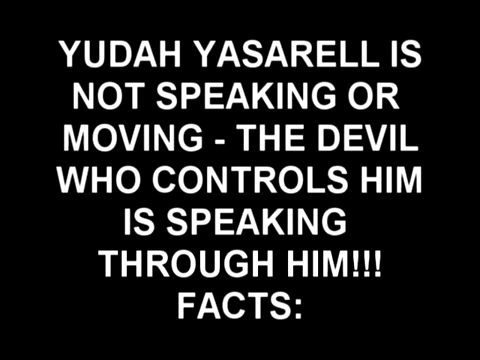 YUDAH YASARELL IS
NOT SPEAKING OR
MOVING - THE DEVIL
WHO CONTROLS HIM
IS SPEAKING
THROUGH HIM!!!
FACTS: